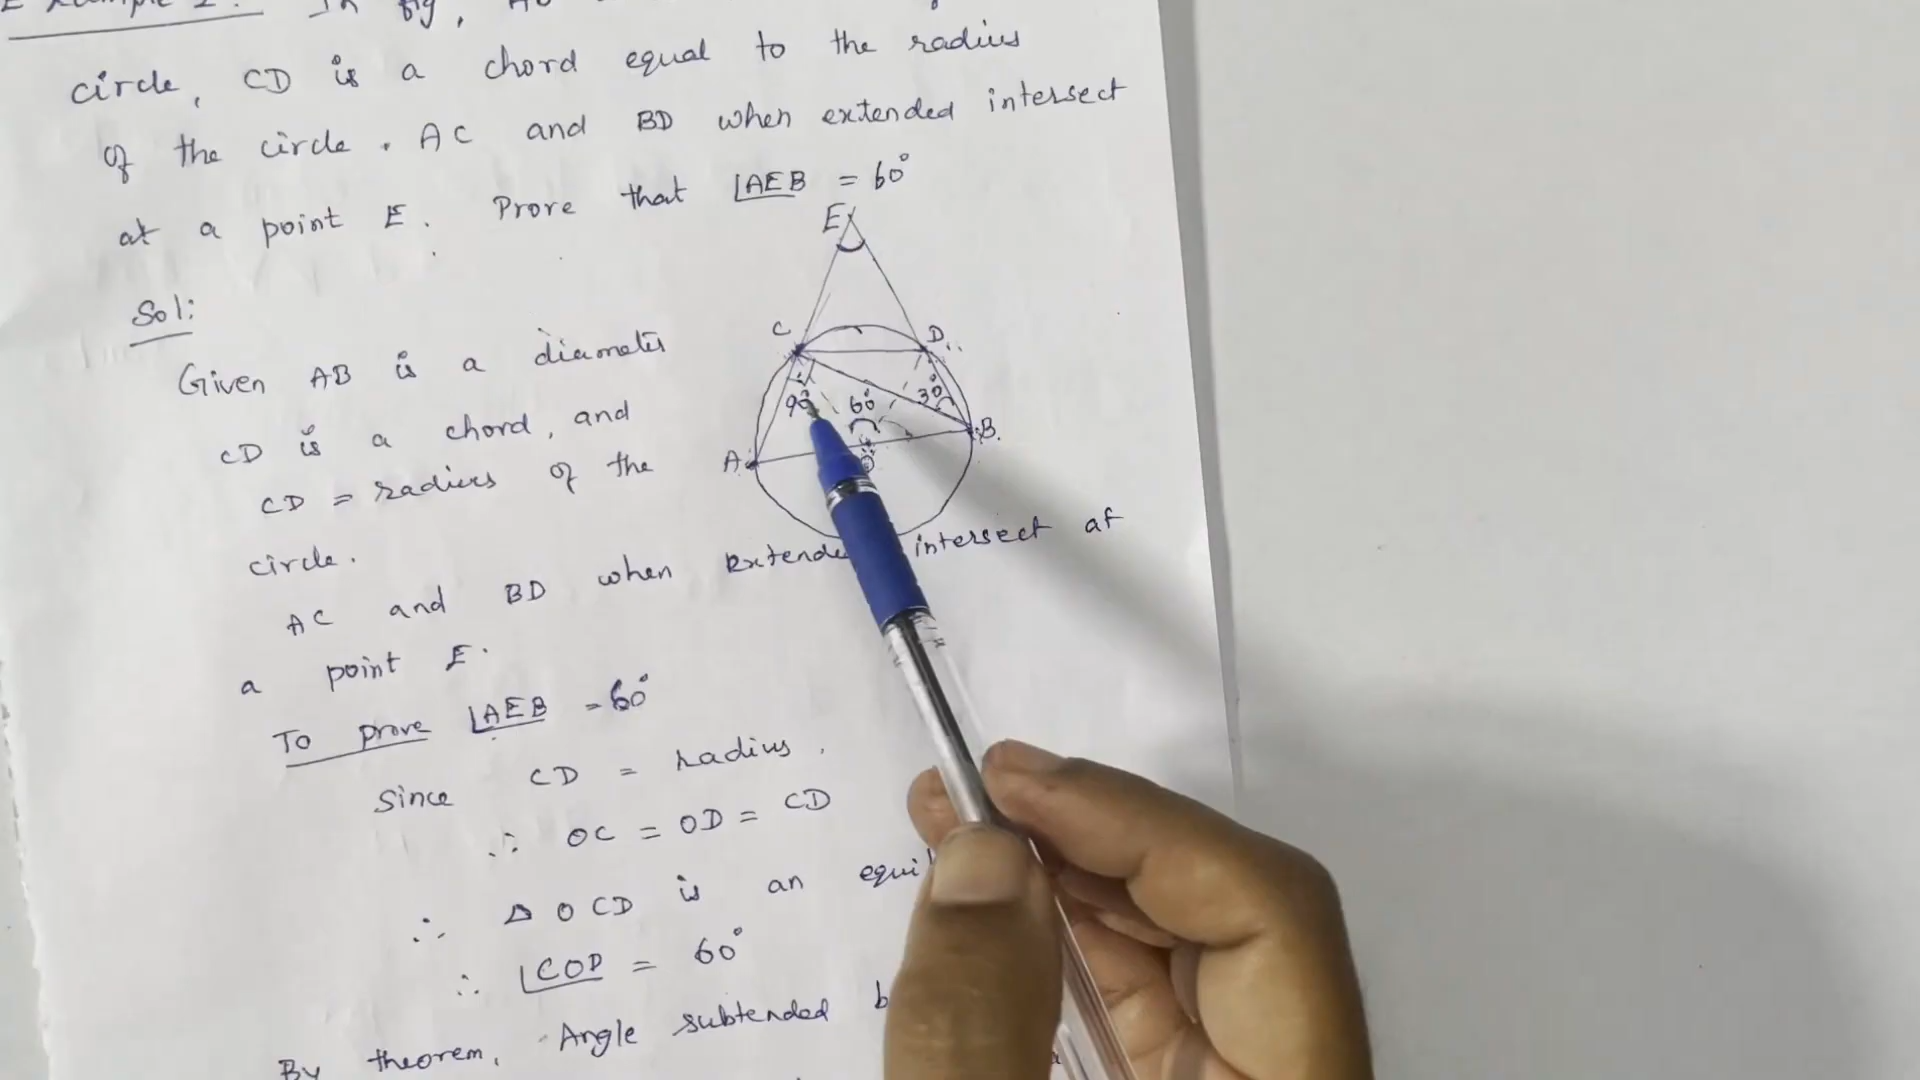 circle, CD is a chord equal to the radius
of the circle. AC and BD when extended intersect
at a point E. Prove that ∠AEB = 60°
E
Sol:
Given AB is a diameter
CD is a chord, and
CD = radius of the
circle.
C
D
90°
60°
30°
A
B
O
AC and BD when Extende intersect at
a point E.
To prove ∠AEB = 60°
Since CD = radius.
∴ OC = OD = CD
∴ Δ OCD is an
∴ ∠COD = 60°
By theorem, Angle subtended